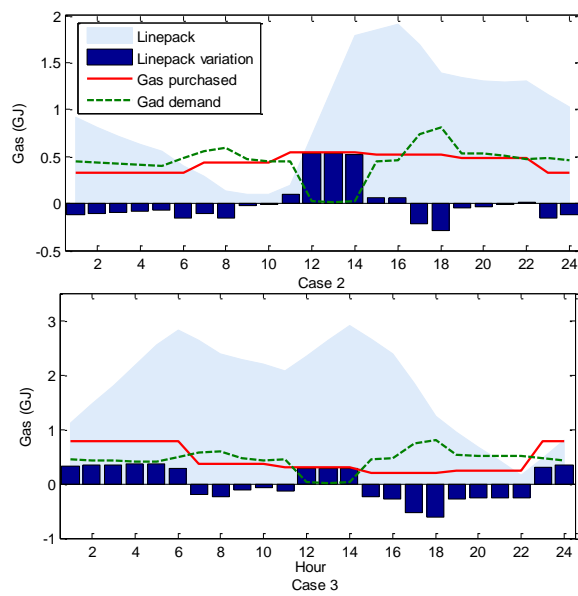 2
1.5
1
0.5
0
-0.5
Gas (GJ)
Linepack
Linepack variation
Gas purchased
Gad demand
2 4 6 8 10 12 14 16 18 20 22 24
Case 2
3
2
1
0
-1
Gas (GJ)
2 4 6 8 10 12 14 16 18 20 22 24
Hour
Case 3